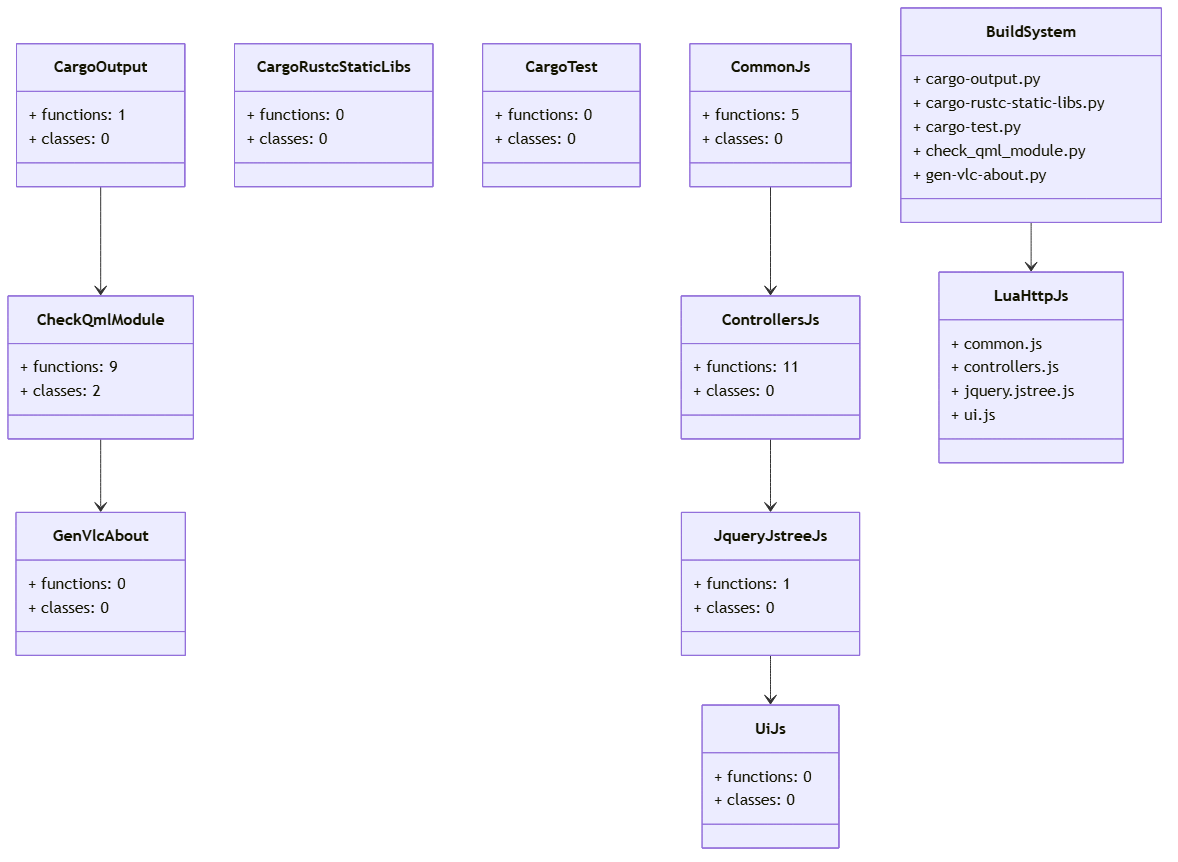 CargoOutput
+ functions: 1
+ classes: 0
CargoRustcStaticLibs
+ functions: 0
+ classes: 0
CargoTest
+ functions: 0
+ classes: 0
CommonJs
+ functions: 5
+ classes: 0
BuildSystem
+ cargo-output.py
+ cargo-rustc-static-libs.py
+ cargo-test.py
+ check_qml_module.py
+ gen-vlc-about.py
CheckQmlModule
+ functions: 9
+ classes: 2
ControllersJs
+ functions: 11
+ classes: 0
LuaHttpJs
+ common.js
+ controllers.js
+ jquery.jstree.js
+ ui.js
GenVlcAbout
+ functions: 0
+ classes: 0
JqueryJstreeJs
+ functions: 1
+ classes: 0
UiJs
+ functions: 0
+ classes: 0